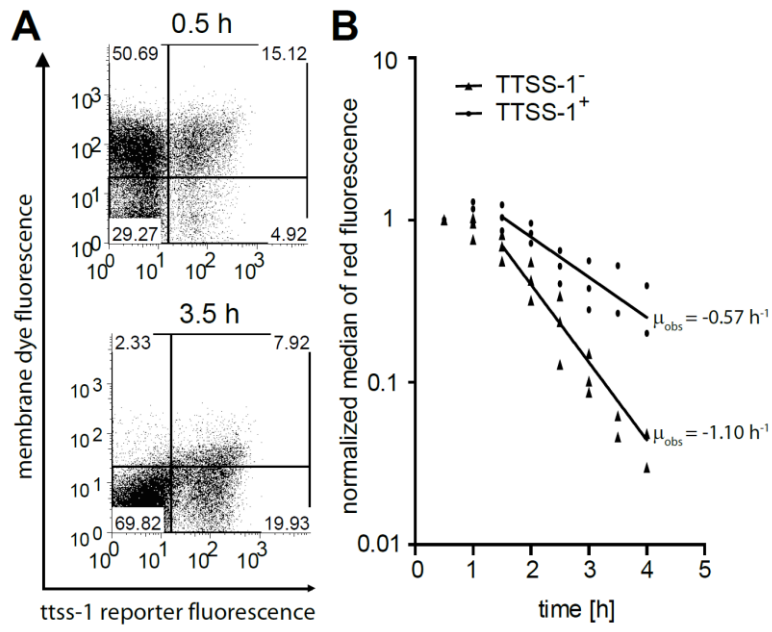 A
0.5 h
50.69 15.12
10³
10²
10¹
10⁰
29.27 4.92
10⁰ 10¹ 10² 10³
3.5 h
2.33 7.92
10³
10²
10¹
10⁰
69.82 19.93
10⁰ 10¹ 10² 10³
membrane dye fluorescence
ttss-1 reporter fluorescence
B
TTSS-1⁻
TTSS-1⁺
10
1
0.1
0.01
normalized median of red fluorescence
μobs = -0.57 h⁻¹
μobs = -1.10 h⁻¹
0 1 2 3 4 5
time [h]